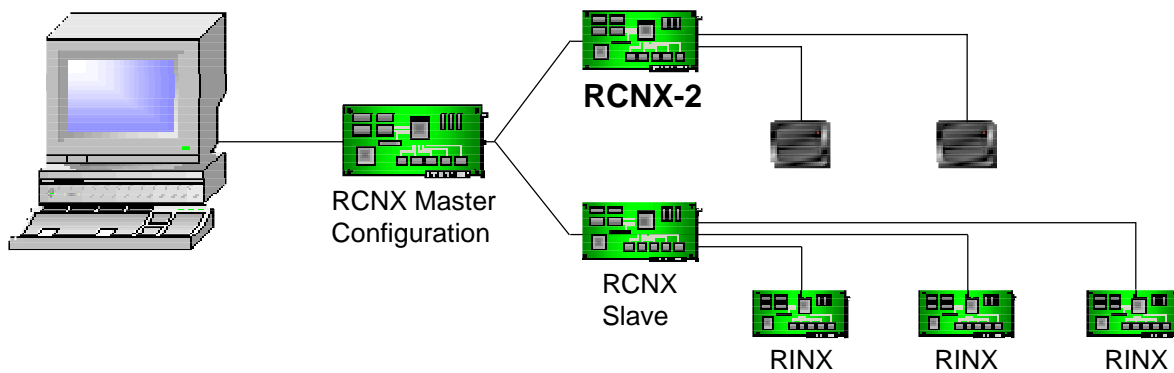 RCNX-2
RCNX Master
Configuration
RCNX
Slave
RINX
RINX
RINX